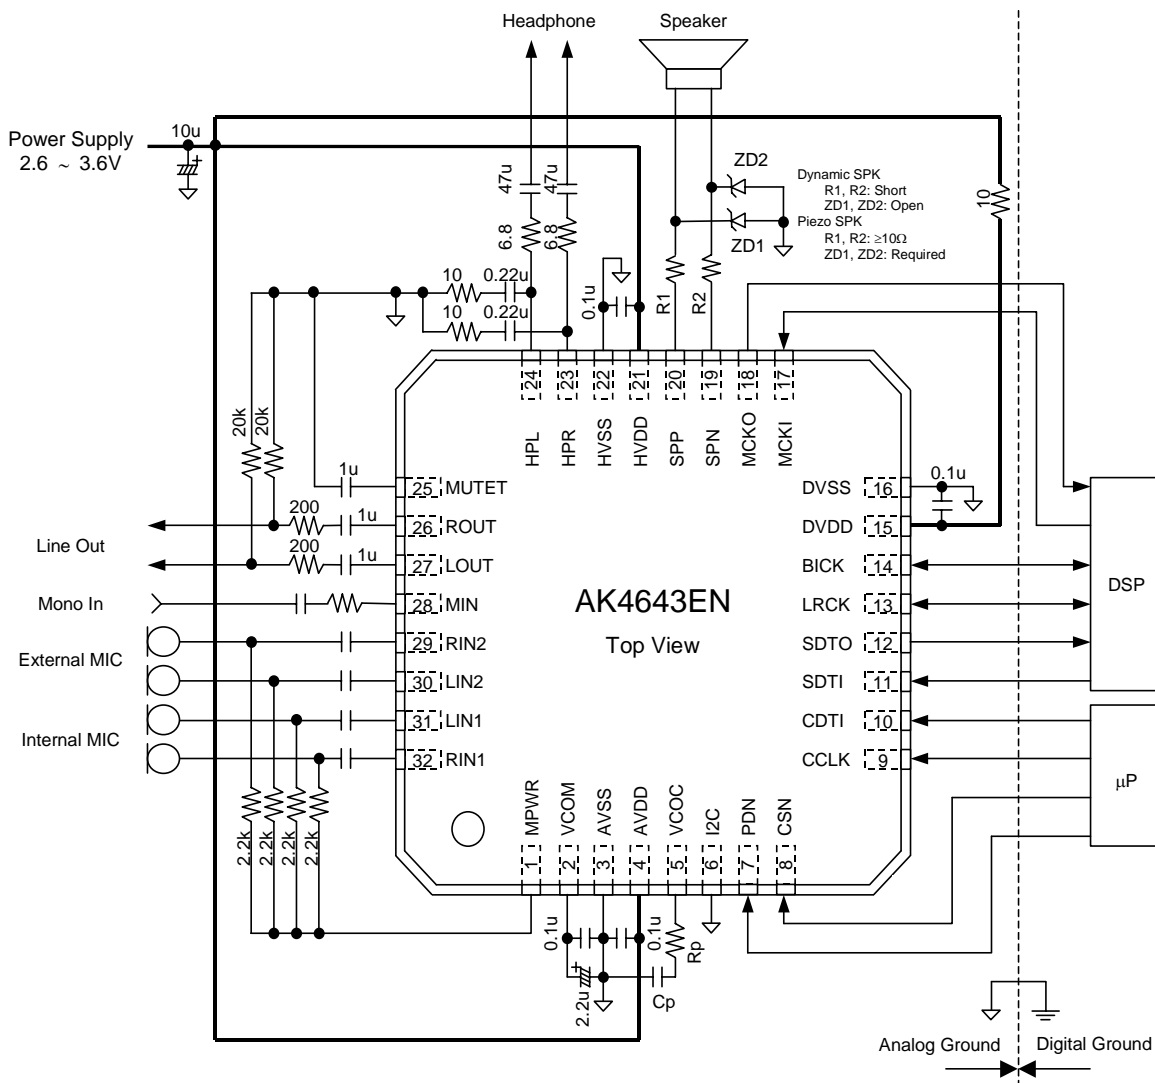 Headphone
Speaker
Power Supply
2.6 ~ 3.6V
10u
+
47u
47u
6.8
6.8
ZD2
ZD1
Dynamic SPK
R1, R2: Short
ZD1, ZD2: Open
Piezo SPK
R1, R2: ≥10Ω
ZD1, ZD2: Required
10
10
0.22u
10
0.22u
0.1u
R1
R2
20k
20k
24
23
22
21
20
19
18
17
HPL
HPR
HVSS
HVDD
SPP
SPN
MCKO
MCKI
1u
25 MUTET
200
1u
26 ROUT
200
1u
27 LOUT
Line Out
Mono In
28 MIN
External MIC
29 RIN2
30 LIN2
Internal MIC
31 LIN1
32 RIN1
AK4643EN
Top View
DVSS 16
0.1u
DVDD 15
BICK 14
LRCK 13
SDTO 12
SDTI 11
CDTI 10
CCLK 9
DSP
μP
2.2k
2.2k
2.2k
2.2k
MPWR
VCOM
AVSS
AVDD
VCOC
I2C
PDN
CSN
1
2
3
4
5
6
7
8
0.1u
0.1u
Rp
+
2.2u
Cp
Analog Ground
Digital Ground